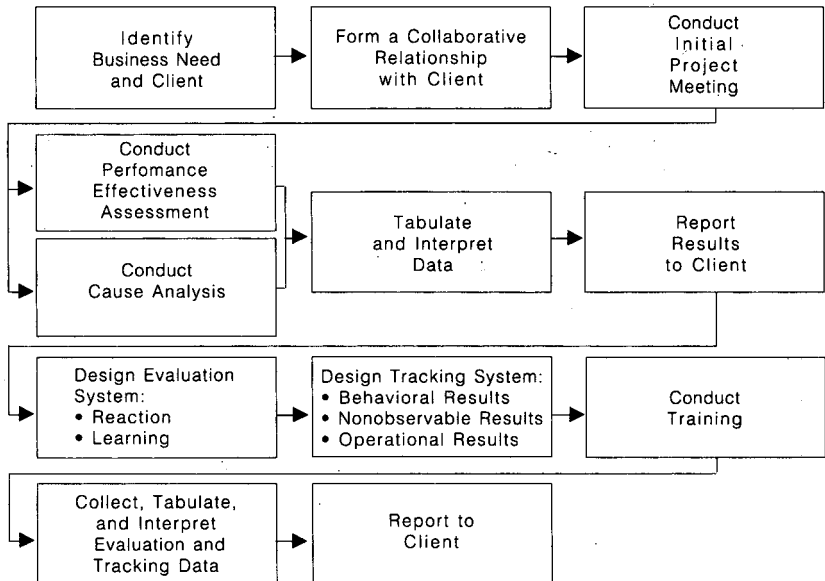 Identify
Business Need
and Client
Form a Collaborative
Relationship
with Client
Conduct
Initial
Project
Meeting
Conduct
Perfomance
Effectiveness
Assessment
Conduct
Cause Analysis
Tabulate
and Interpret
Data
Report
Results
to Client
Design Evaluation
System:
• Reaction
• Learning
Design Tracking System:
• Behavioral Results
• Nonobservable Results
• Operational Results
Conduct
Training
Collect, Tabulate,
and Interpret
Evaluation and
Tracking Data
Report to
Client